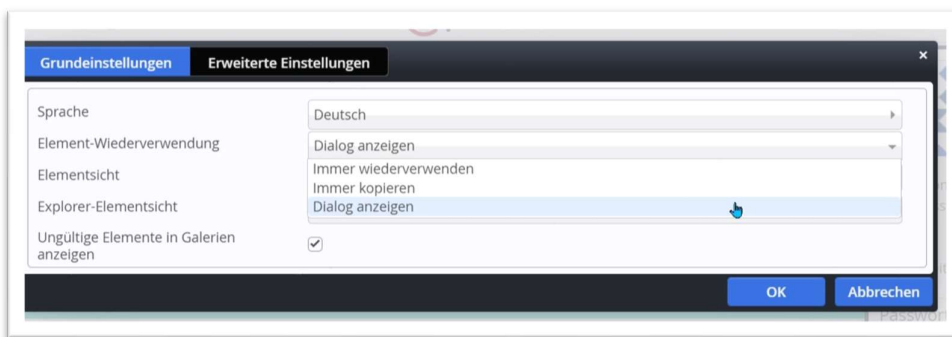 Grundeinstellungen
Erweiterte Einstellungen
×
Sprache
Deutsch
Element-Wiederverwendung
Dialog anzeigen
Elementsicht
Immer wiederverwenden
Immer kopieren
Explorer-Elementsicht
Dialog anzeigen
Ungültige Elemente in Galerien
anzeigen
OK
Abbrechen